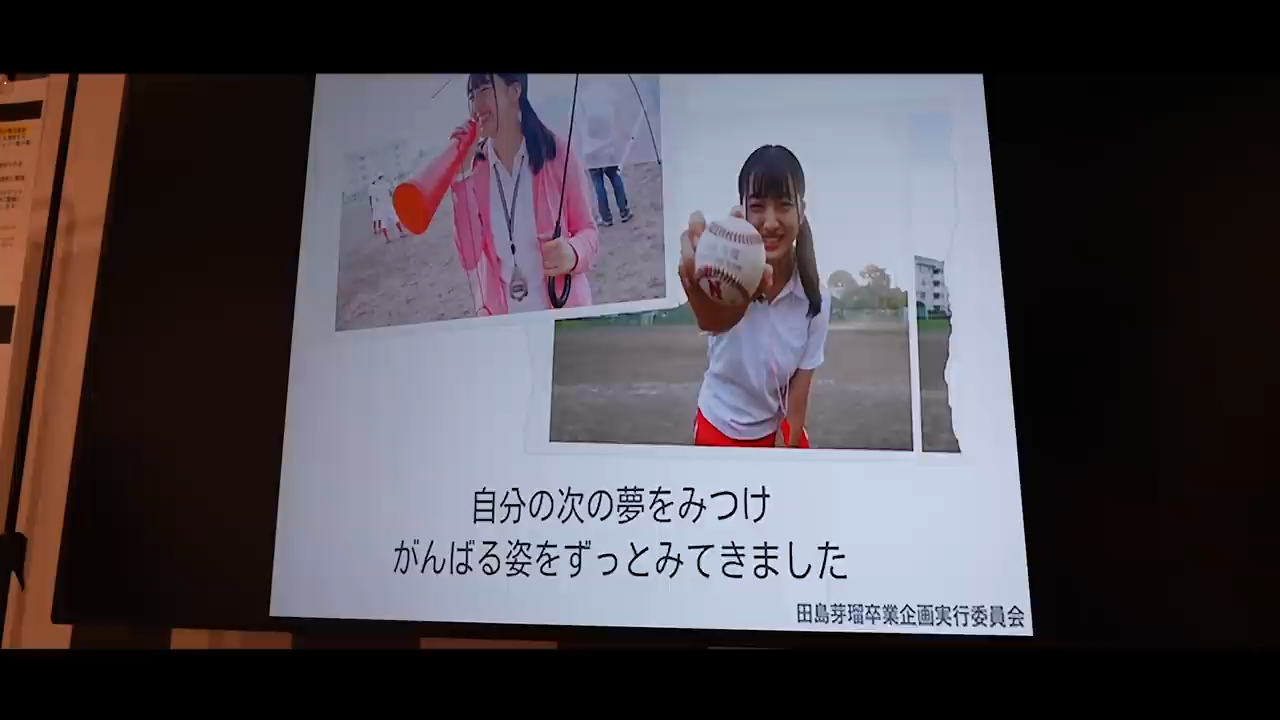 自分の次の夢をみつけ
がんばる姿をずっとみてきました
田島芽瑠卒業企画実行委員会